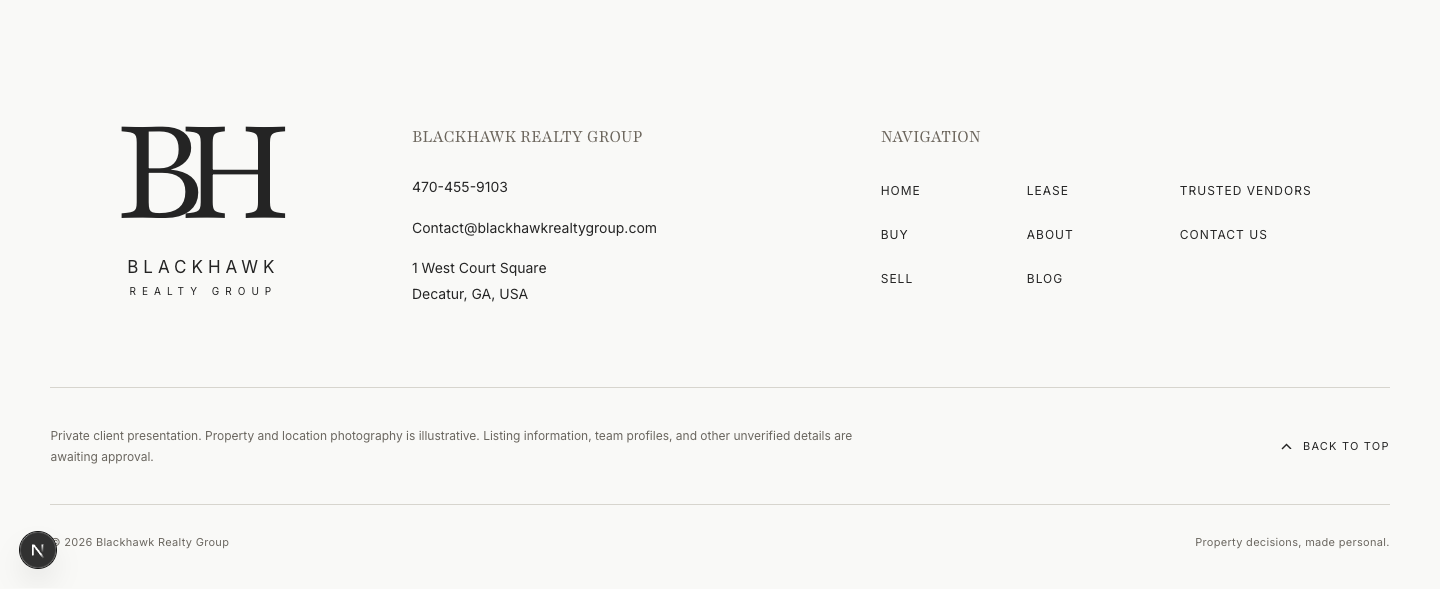 BH
BLACKHAWK
REALTY GROUP
BLACKHAWK REALTY GROUP
470-455-9103
Contact@blackhawkrealtygroup.com
1 West Court Square
Decatur, GA, USA
NAVIGATION
HOME
BUY
SELL
LEASE
ABOUT
BLOG
TRUSTED VENDORS
CONTACT US
Private client presentation. Property and location photography is illustrative. Listing information, team profiles, and other unverified details are
awaiting approval.
BACK TO TOP
N
© 2026 Blackhawk Realty Group
Property decisions, made personal.